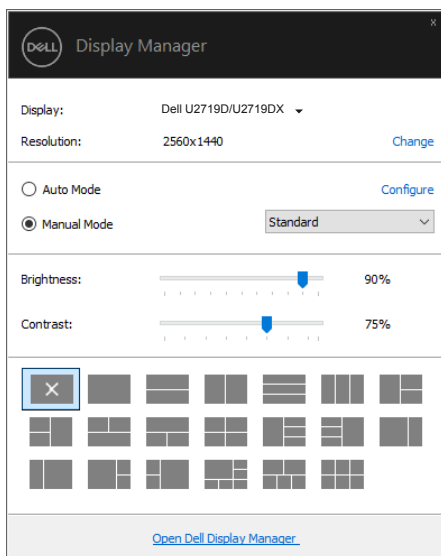 x
DELL Display Manager
Display: Dell U2719D/U2719DX
Resolution: 2560x1440 Change
Auto Mode Configure
Manual Mode Standard
Brightness: 90%
Contrast: 75%
Open Dell Display Manager